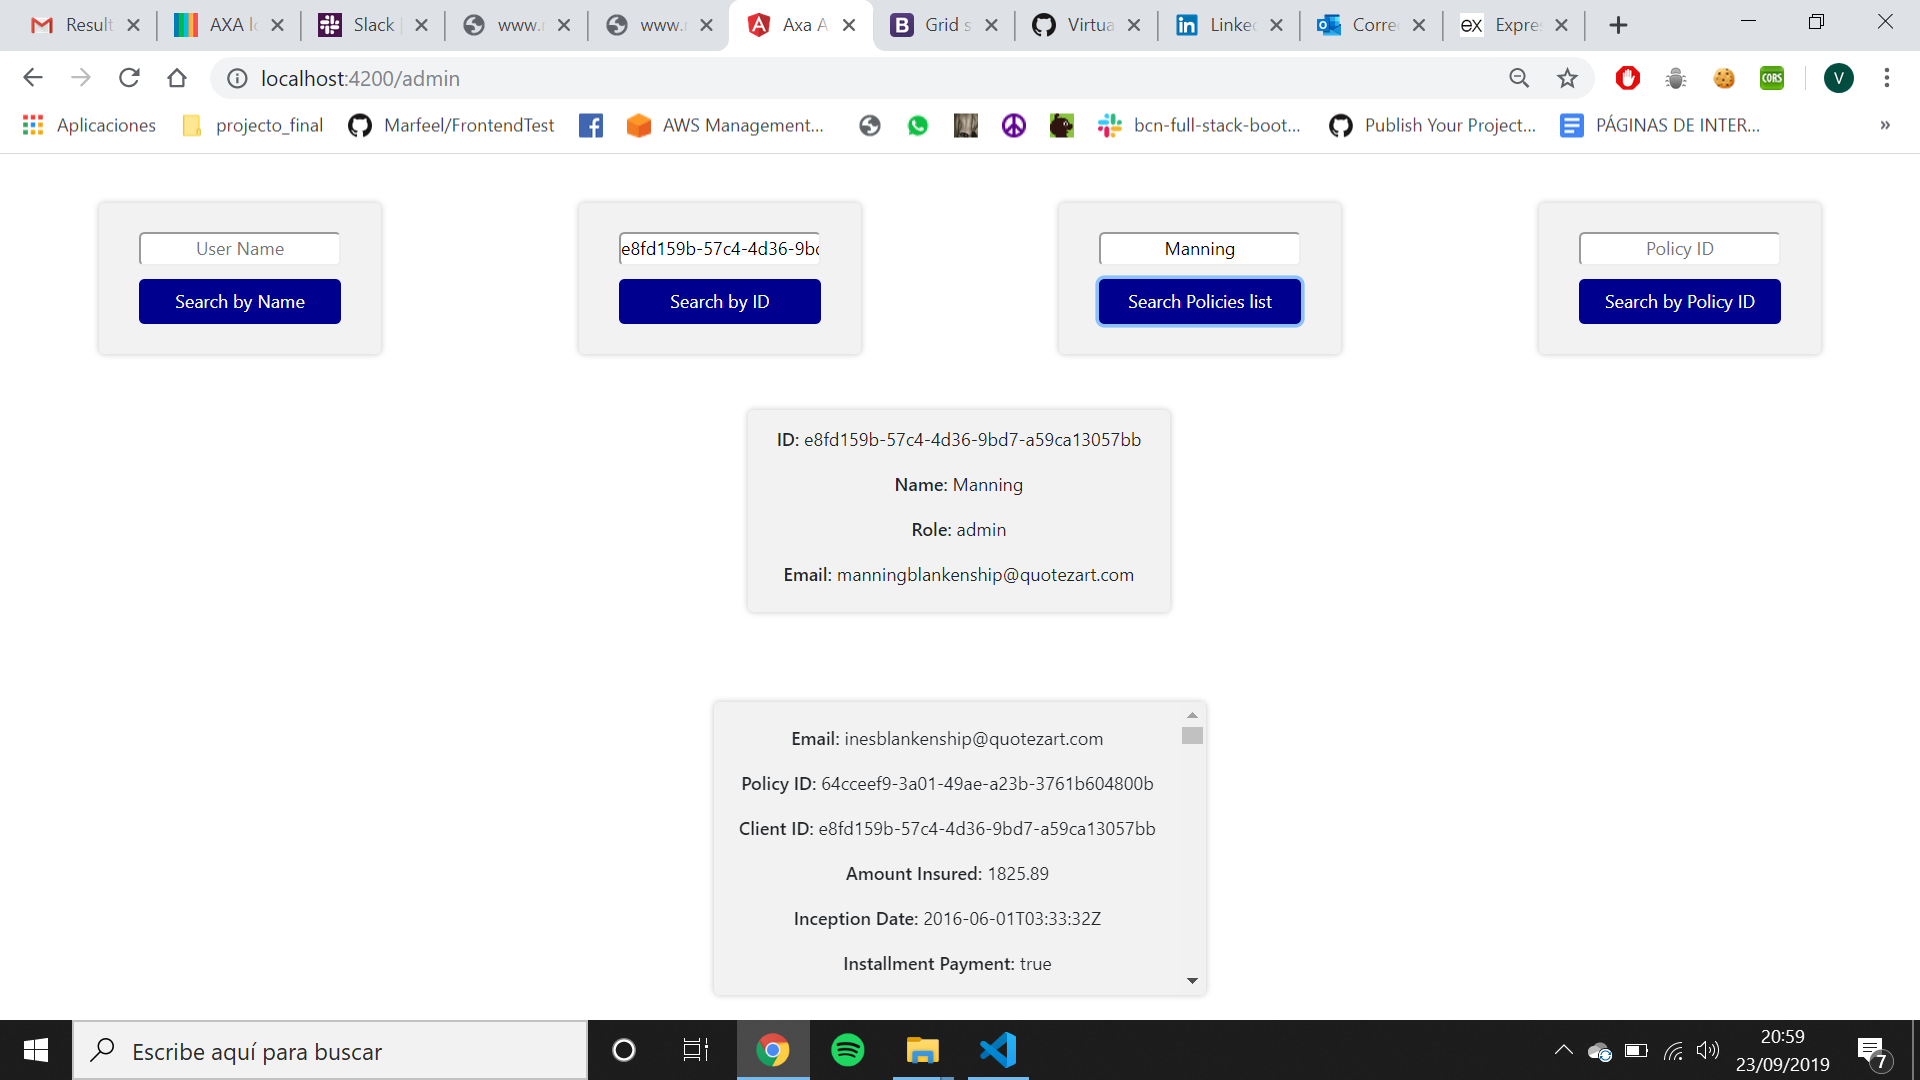 Result
AXA l
Slack
www.r
www.r
Axa A
Grid s
Virtua
Linked
Corre
ex
Expre
localhost:4200/admin
CORS
V
Aplicaciones
projecto_final
Marfeel/FrontendTest
AWS Management...
bcn-full-stack-boot...
Publish Your Project...
PÁGINAS DE INTER...
»
User Name
Search by Name
e8fd159b-57c4-4d36-9bd
Search by ID
Manning
Search Policies list
Policy ID
Search by Policy ID
ID: e8fd159b-57c4-4d36-9bd7-a59ca13057bb
Name: Manning
Role: admin
Email: manningblankenship@quotezart.com
Email: inesblankenship@quotezart.com
Policy ID: 64cceef9-3a01-49ae-a23b-3761b604800b
Client ID: e8fd159b-57c4-4d36-9bd7-a59ca13057bb
Amount Insured: 1825.89
Inception Date: 2016-06-01T03:33:32Z
Installment Payment: true
Escribe aquí para buscar
20:59
23/09/2019
7